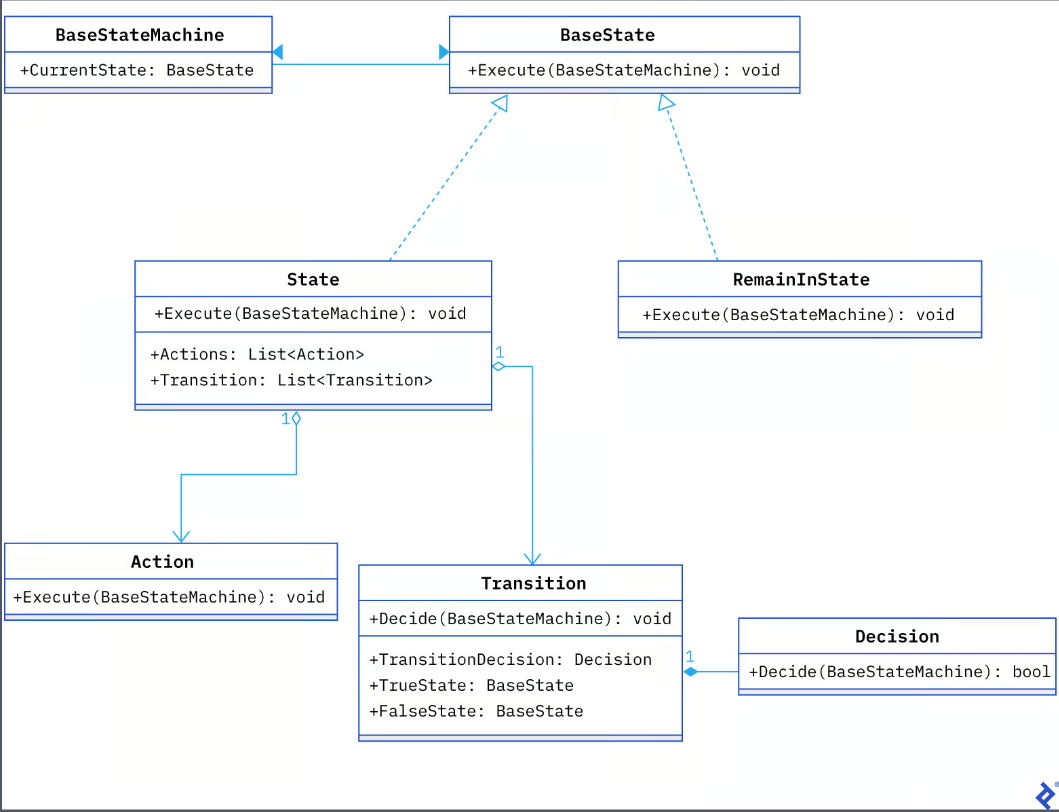 BaseStateMachine
+CurrentState: BaseState
BaseState
+Execute(BaseStateMachine): void
State
+Execute(BaseStateMachine): void
+Actions: List<Action>
+Transition: List<Transition>
1
1
RemainInState
+Execute(BaseStateMachine): void
Action
+Execute(BaseStateMachine): void
Transition
+Decide(BaseStateMachine): void
+TransitionDecision: Decision
+TrueState: BaseState
+FalseState: BaseState
1
Decision
+Decide(BaseStateMachine): bool
®